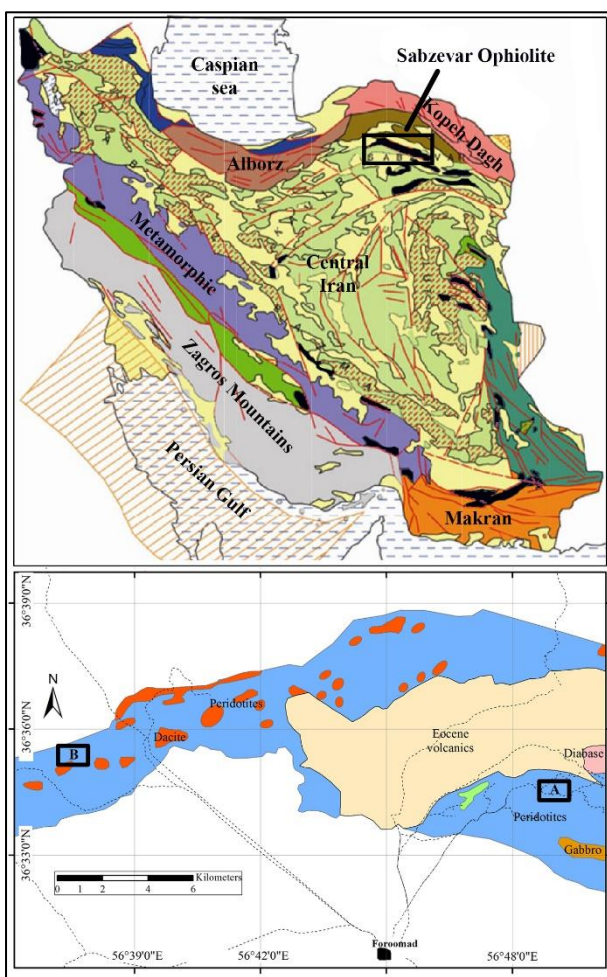 Sabzevar Ophiolite
Caspian
sea
Kopeh Dagh
Alborz
SABZEVAR
Metamorphic
Central
Iran
Zagros Mountains
Persian Gulf
Makran
36°39'0"N
36°36'0"N
36°33'0"N
N
Peridotites
Dacite
B
Eocene
volcanics
Diabase
A
Peridotites
Gabbro
Kilometers
0 1 2 4 6
Foroomad
56°39'0"E
56°42'0"E
56°48'0"E